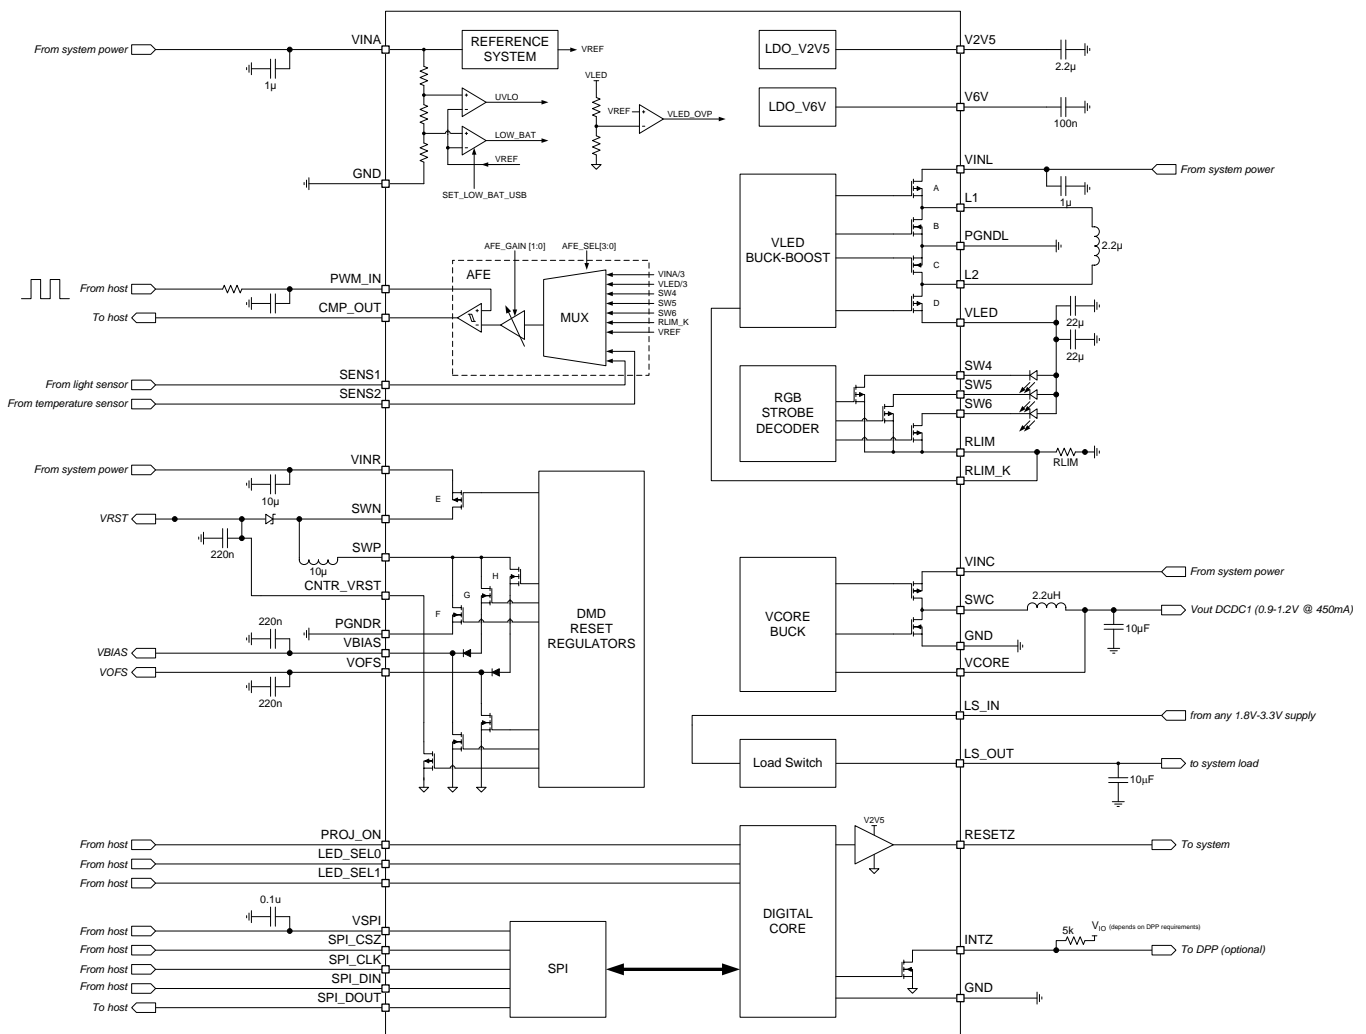 From system power
VINA
1µ
REFERENCE
SYSTEM
VREF
UVLO
LOW_BAT
VREF
SET_LOW_BAT_USB
GND
VLED
VREF
VLED_OVP
LDO_V2V5
V2V5
2.2µ
LDO_V6V
V6V
100n
VINL
From system power
1µ
A
L1
B
VLED
BUCK-BOOST
PGNDL
2.2µ
C
L2
D
VLED
22µ
22µ
AFE_GAIN [1:0]
AFE_SEL[3:0]
AFE
MUX
VINA/3
VLED/3
SW4
SW5
SW6
RLIM_K
VREF
From host
PWM_IN
To host
CMP_OUT
From light sensor
SENS1
From temperature sensor
SENS2
RGB
STROBE
DECODER
SW4
SW5
SW6
RLIM
RLIM
RLIM_K
From system power
VINR
10µ
E
VRST
SWN
220n
SWP
10µ
CNTR_VRST
H
G
F
DMD
RESET
REGULATORS
PGNDR
220n
VBIAS
VBIAS
VOFS
VOFS
220n
VCORE
BUCK
VINC
From system power
SWC
2.2uH
Vout DCDC1 (0.9-1.2V @ 450mA)
10µF
GND
VCORE
LS_IN
from any 1.8V-3.3V supply
Load Switch
LS_OUT
to system load
10µF
From host
PROJ_ON
From host
LED_SEL0
From host
LED_SEL1
DIGITAL
CORE
V2V5
RESETZ
To system
0.1u
From host
VSPI
From host
SPI_CSZ
From host
SPI_CLK
From host
SPI_DIN
To host
SPI_DOUT
SPI
INTZ
5k
VIO (depends on DPP requirements)
To DPP (optional)
GND